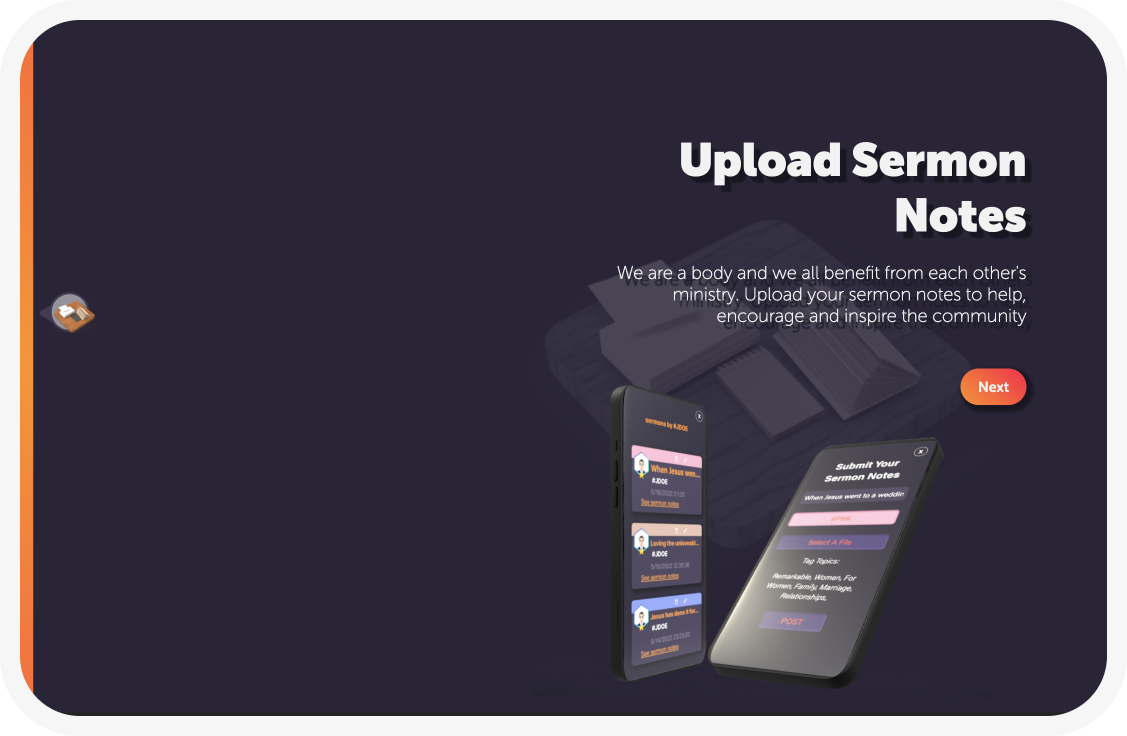 Upload Sermon
Notes
We are a body and we all benefit from each other's
ministry. Upload your sermon notes to help,
encourage and inspire the community
Next
sermons by #JDOE
When Jesus wen...
#JDOE
See sermon notes
Loving the unloveabl...
#JDOE
See sermon notes
Jesus has done it for...
#JDOE
See sermon notes
Submit Your
Sermon Notes
When Jesus went to a weddin
Select A File
Tag Topics:
Remarkable, Women, For
Women, Family, Marriage,
Relationships,
POST